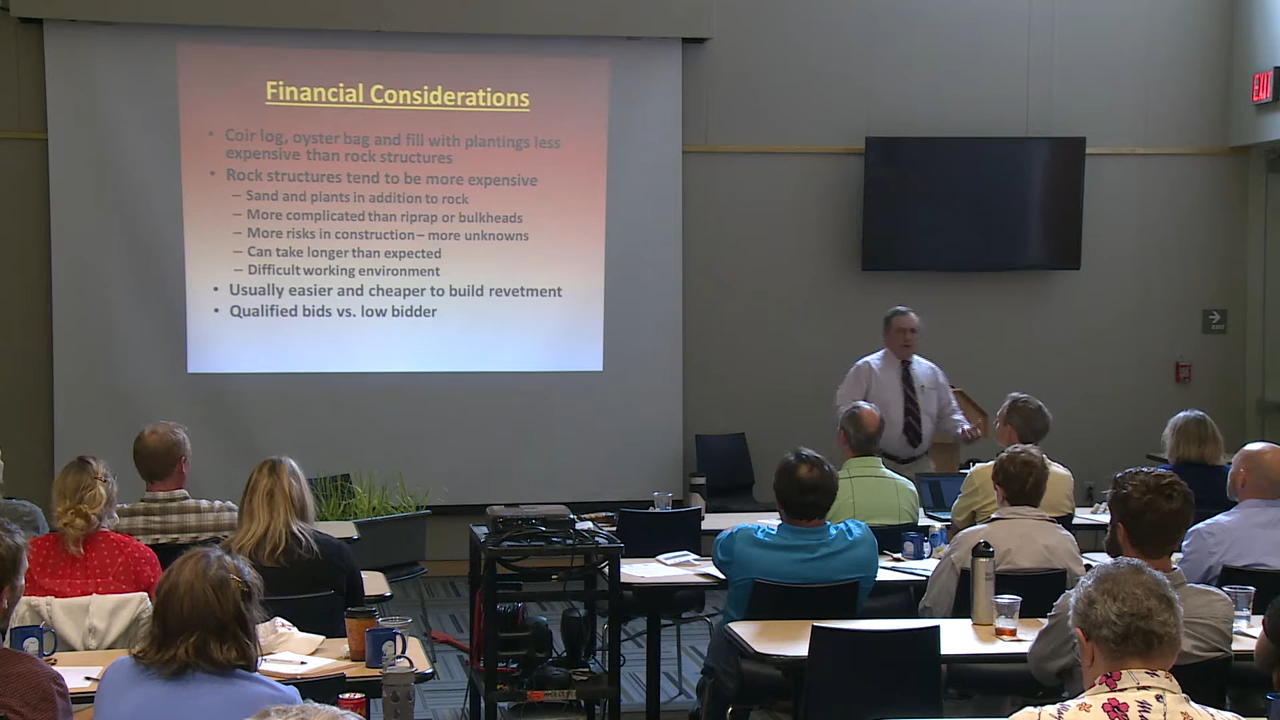 Financial Considerations
• Coir log, oyster bag and fill with plantings less
expensive than rock structures
• Rock structures tend to be more expensive
– Sand and plants in addition to rock
– More complicated than riprap or bulkheads
– More risks in construction – more unknowns
– Can take longer than expected
– Difficult working environment
• Usually easier and cheaper to build revetment
• Qualified bids vs. low bidder
EXIT
EXIT